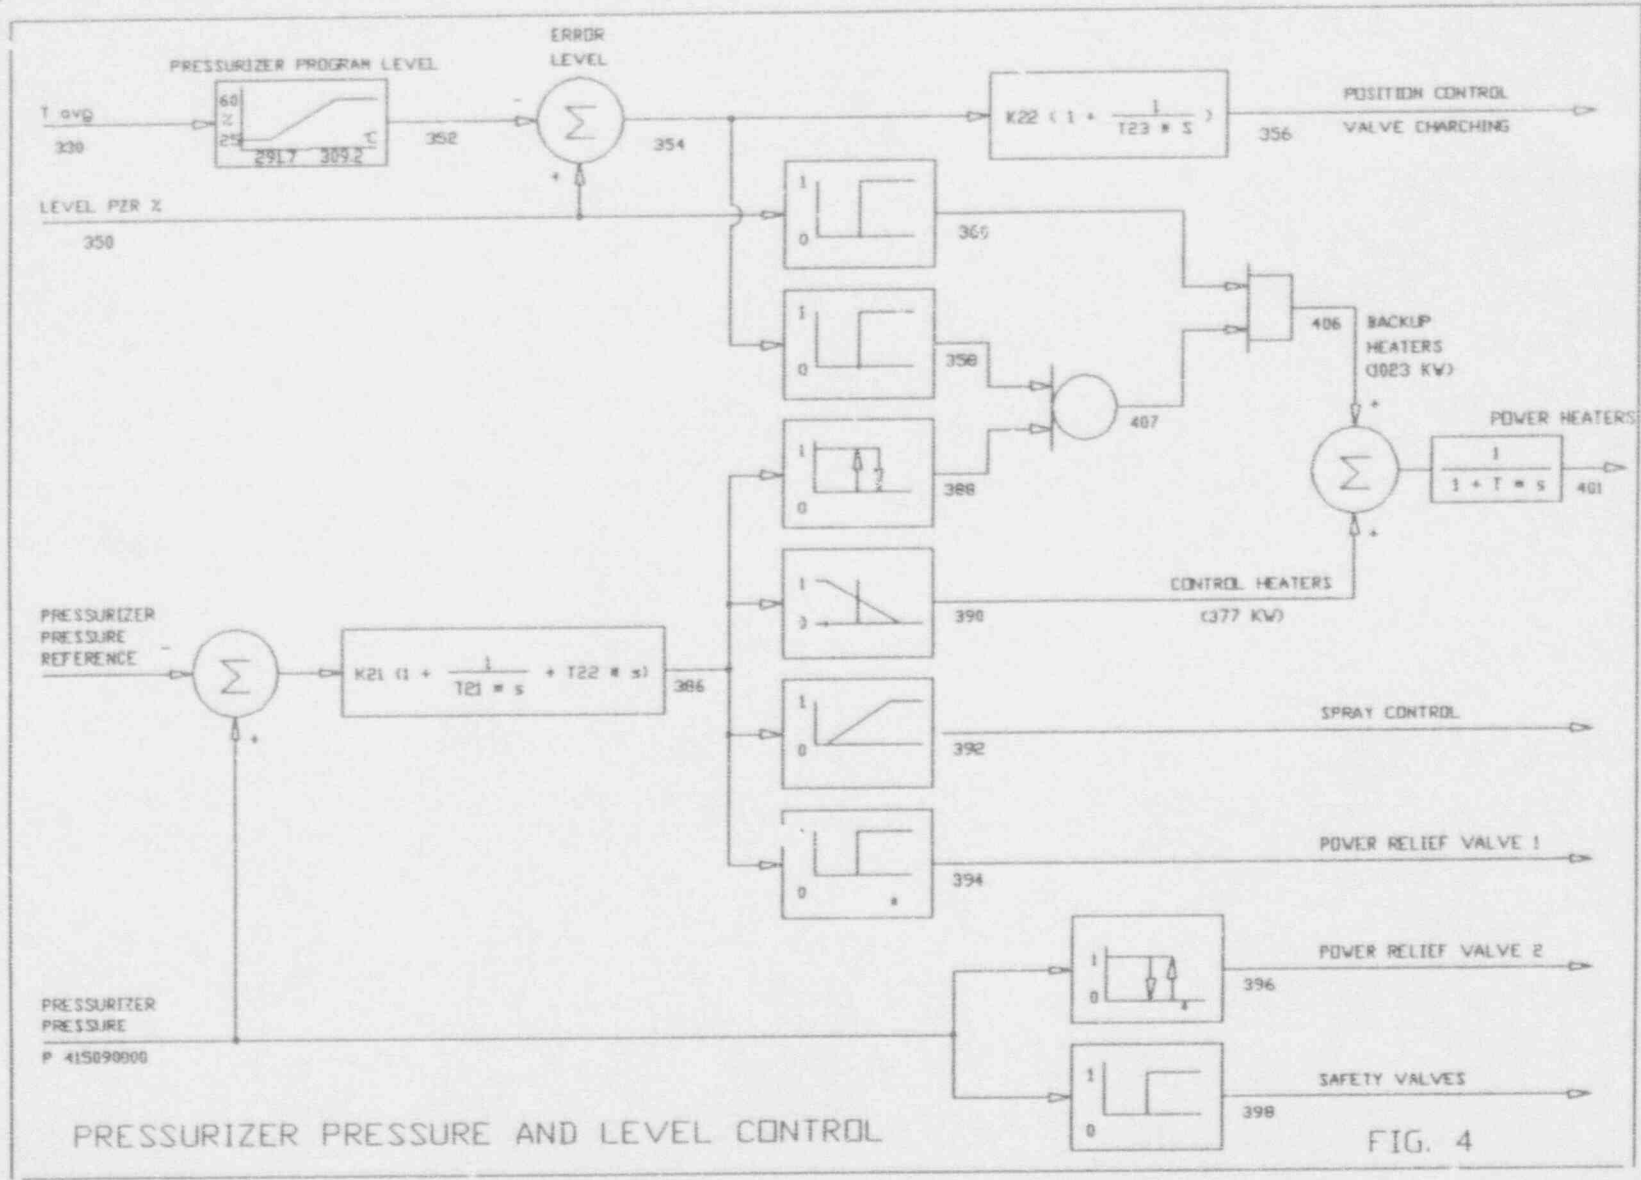 ERROR
LEVEL
PRESSURIZER PROGRAM LEVEL
T avg
330
60
%
25
291.7
309.2
°C
352
-
Σ
+
354
K22 ( 1 + 1 / T23 * S )
356
POSITION CONTROL
VALVE CHARCHING
LEVEL PZR %
350
1
0
1
0
358
407
406
BACKUP
HEATERS
(1023 KW)
+
Σ
+
POWER HEATERS
1 / 1 + T * s
401
1
0
388
1
0
390
CONTROL HEATERS
(377 KW)
PRESSURIZER
PRESSURE
REFERENCE
-
Σ
+
K21 (1 + 1 / T21 * s + T22 * s)
386
1
0
392
SPRAY CONTROL
0
394
POWER RELIEF VALVE 1
1
0
396
POWER RELIEF VALVE 2
PRESSURIZER
PRESSURE
P 415090000
1
0
398
SAFETY VALVES
PRESSURIZER PRESSURE AND LEVEL CONTROL
FIG. 4